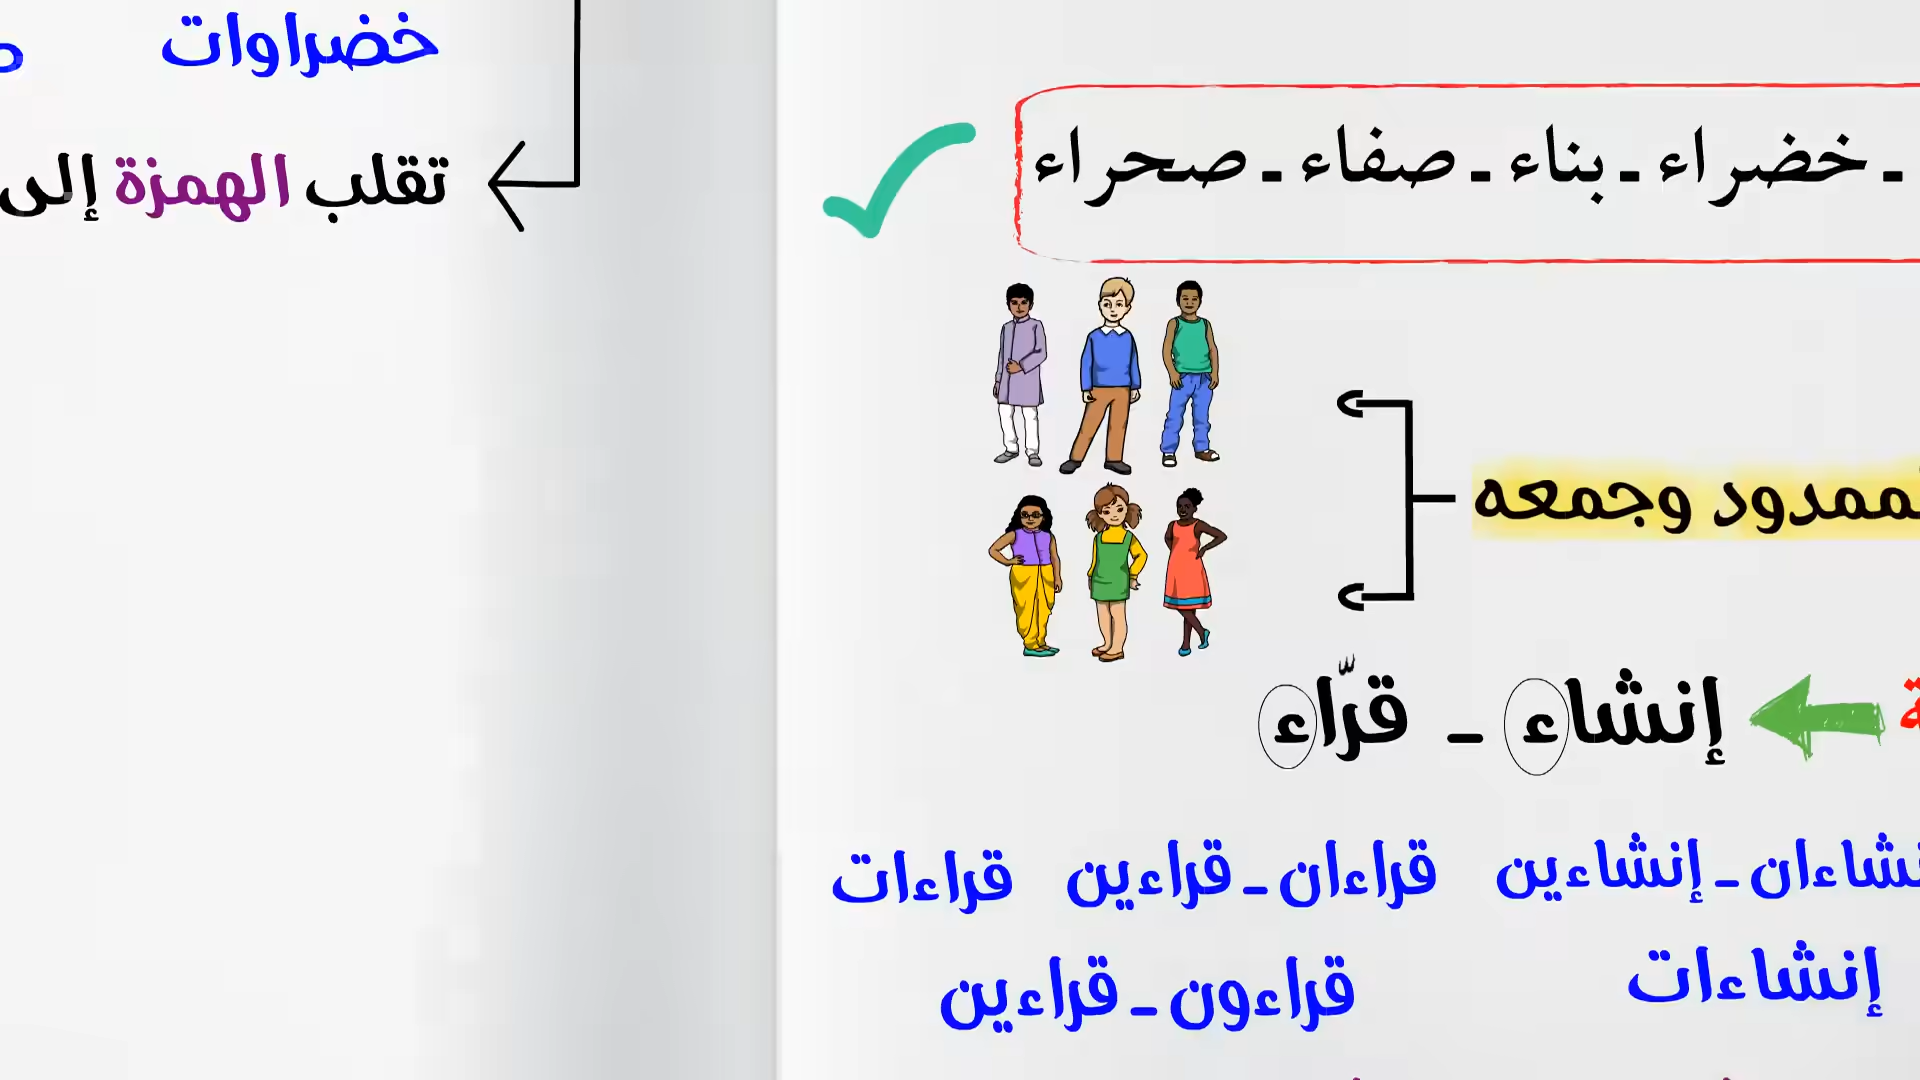 ـ خضراء ـ بناء ـ صفاء ـ صحراء
ممدود وجمعه
إنشاء ـ قرّاء
ـ إنشاءين
قراءان ـ قراءين
قراءات
إنشاءات
قراءون ـ قراءين
خضراوات
تقلب الهمزة إلى